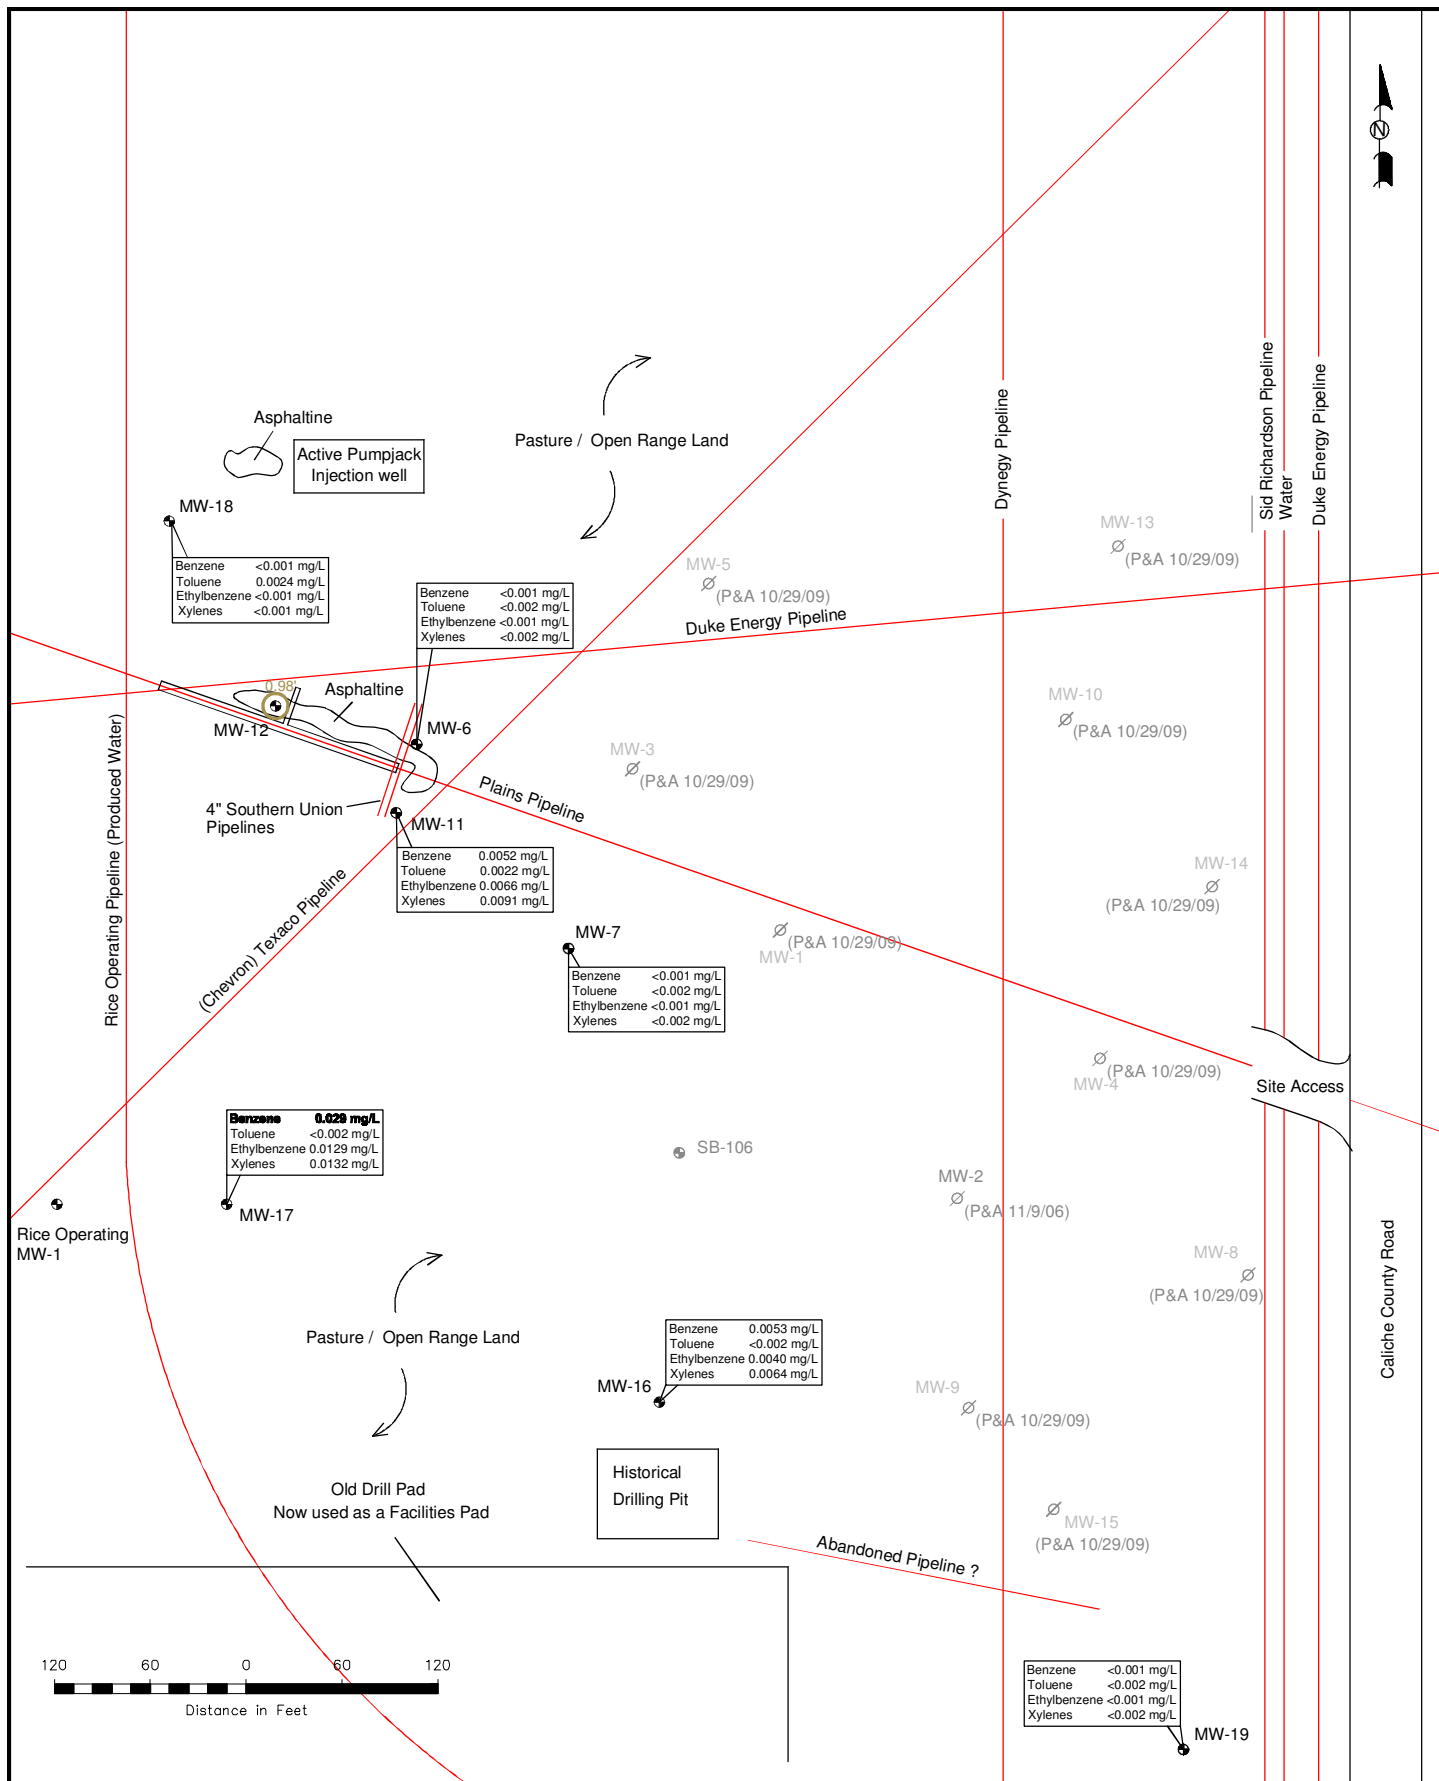 N
Asphaltine
Active Pumpjack
Injection well
Pasture / Open Range Land
Dynegy Pipeline
Sid Richardson Pipeline
Water
Duke Energy Pipeline
MW-18
Benzene <0.001 mg/L
Toluene 0.0024 mg/L
Ethylbenzene <0.001 mg/L
Xylenes <0.001 mg/L
MW-13
(P&A 10/29/09)
MW-5
(P&A 10/29/09)
Benzene <0.001 mg/L
Toluene <0.002 mg/L
Ethylbenzene <0.001 mg/L
Xylenes <0.002 mg/L
Duke Energy Pipeline
0.98'
Asphaltine
MW-12
MW-6
MW-10
(P&A 10/29/09)
MW-3
(P&A 10/29/09)
Plains Pipeline
4" Southern Union
Pipelines
MW-11
Rice Operating Pipeline (Produced Water)
(Chevron) Texaco Pipeline
Benzene 0.0052 mg/L
Toluene 0.0022 mg/L
Ethylbenzene 0.0066 mg/L
Xylenes 0.0091 mg/L
MW-14
(P&A 10/29/09)
MW-7
(P&A 10/29/09)
MW-1
Benzene <0.001 mg/L
Toluene <0.002 mg/L
Ethylbenzene <0.001 mg/L
Xylenes <0.002 mg/L
(P&A 10/29/09)
MW-4
Site Access
Benzene 0.029 mg/L
Toluene <0.002 mg/L
Ethylbenzene 0.0129 mg/L
Xylenes 0.0132 mg/L
SB-106
MW-2
(P&A 11/9/06)
MW-17
Rice Operating
MW-1
MW-8
(P&A 10/29/09)
Caliche County Road
Pasture / Open Range Land
Benzene 0.0053 mg/L
Toluene <0.002 mg/L
Ethylbenzene 0.0040 mg/L
Xylenes 0.0064 mg/L
MW-16
MW-9
(P&A 10/29/09)
Historical
Drilling Pit
Old Drill Pad
Now used as a Facilities Pad
MW-15
(P&A 10/29/09)
Abandoned Pipeline ?
120 60 0 60 120
Distance in Feet
Benzene <0.001 mg/L
Toluene <0.002 mg/L
Ethylbenzene <0.001 mg/L
Xylenes <0.002 mg/L
MW-19